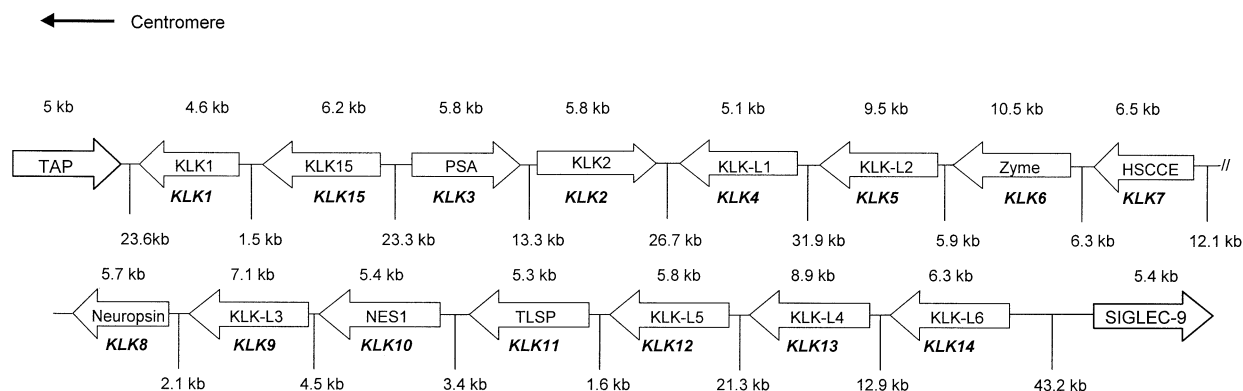 Centromere
5 kb 4.6 kb 6.2 kb 5.8 kb 5.8 kb 5.1 kb 9.5 kb 10.5 kb 6.5 kb
TAP KLK1 KLK15 PSA KLK2 KLK-L1 KLK-L2 Zyme HSCCE //
KLK1 KLK15 KLK3 KLK2 KLK4 KLK5 KLK6 KLK7
23.6kb 1.5 kb 23.3 kb 13.3 kb 26.7 kb 31.9 kb 5.9 kb 6.3 kb 12.1 kb
5.7 kb 7.1 kb 5.4 kb 5.3 kb 5.8 kb 8.9 kb 6.3 kb 5.4 kb
Neuropsin KLK-L3 NES1 TLSP KLK-L5 KLK-L4 KLK-L6 SIGLEC-9
KLK8 KLK9 KLK10 KLK11 KLK12 KLK13 KLK14
2.1 kb 4.5 kb 3.4 kb 1.6 kb 21.3 kb 12.9 kb 43.2 kb